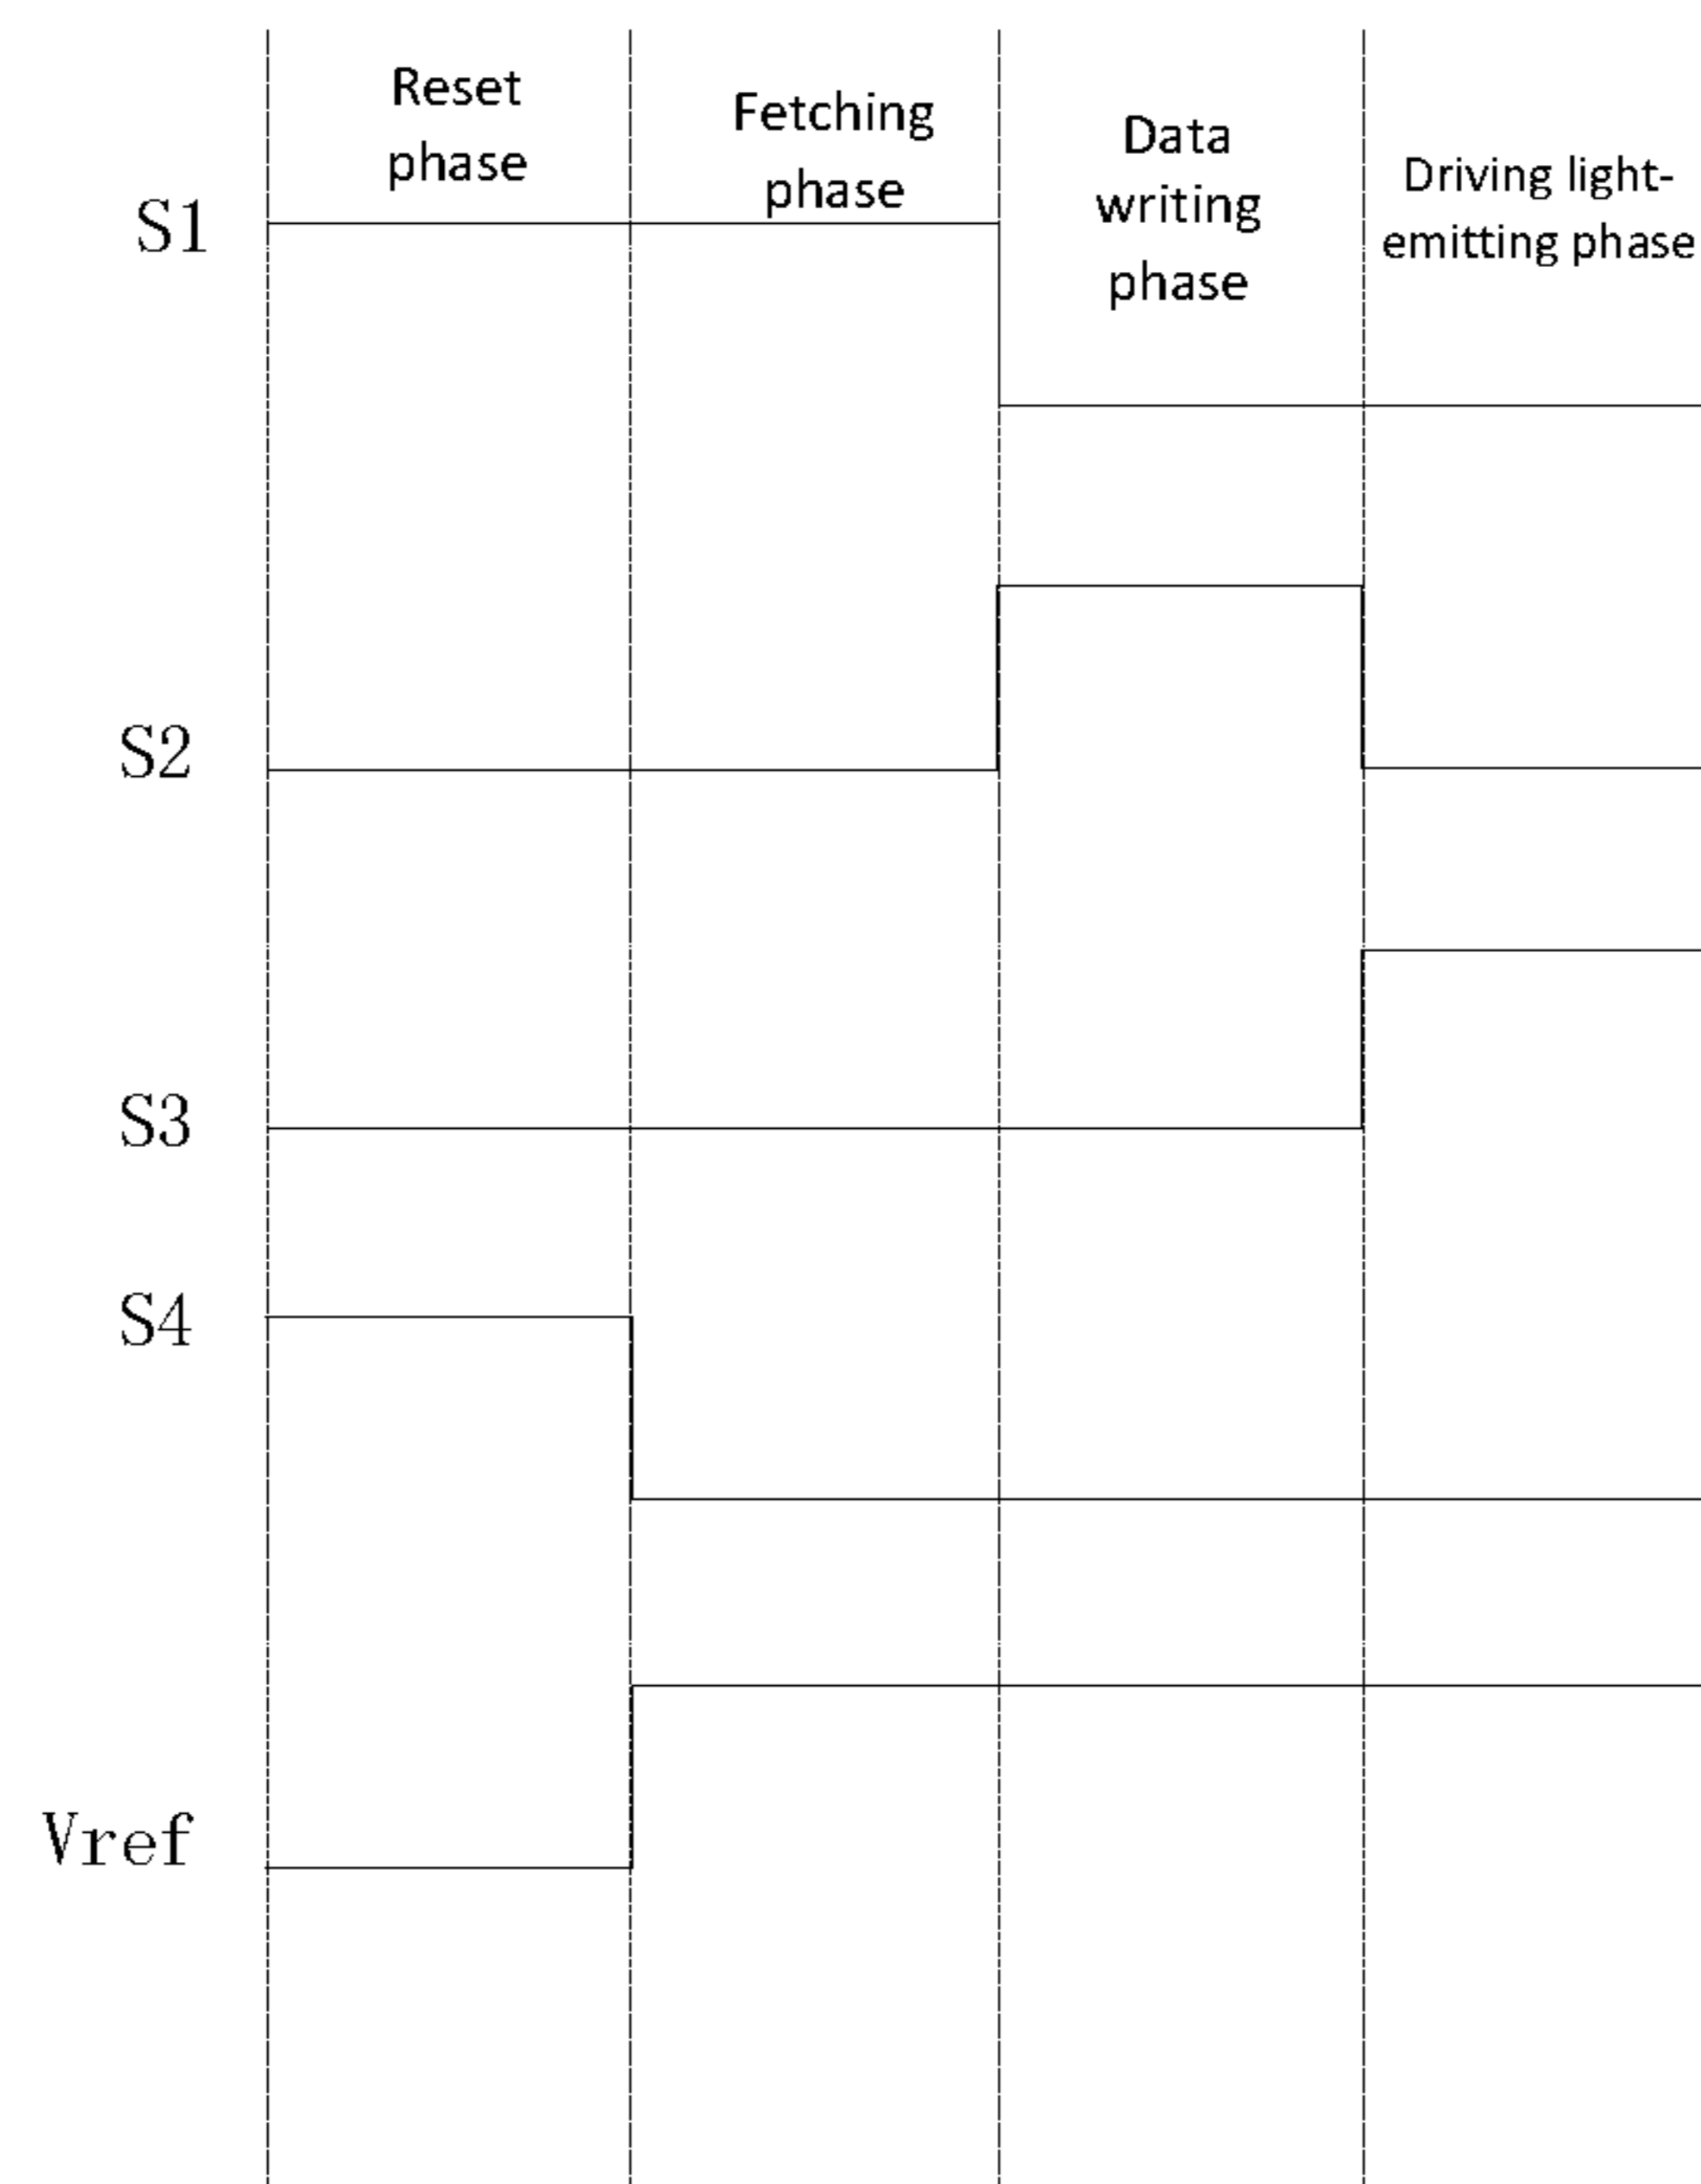 Reset
phase
Fetching
phase
Data
writing
phase
Driving light-
emitting phase
S1
S2
S3
S4
Vref